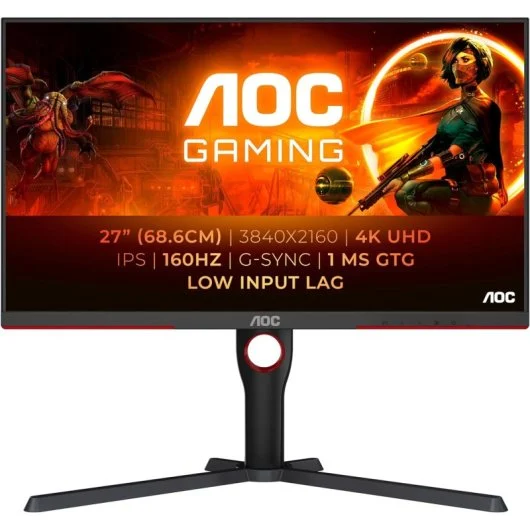 AOC
GAMING
27” (68.6CM) | 3840X2160 | 4K UHD
IPS | 160HZ | G-SYNC | 1 MS GTG
LOW INPUT LAG
AOC
AOC